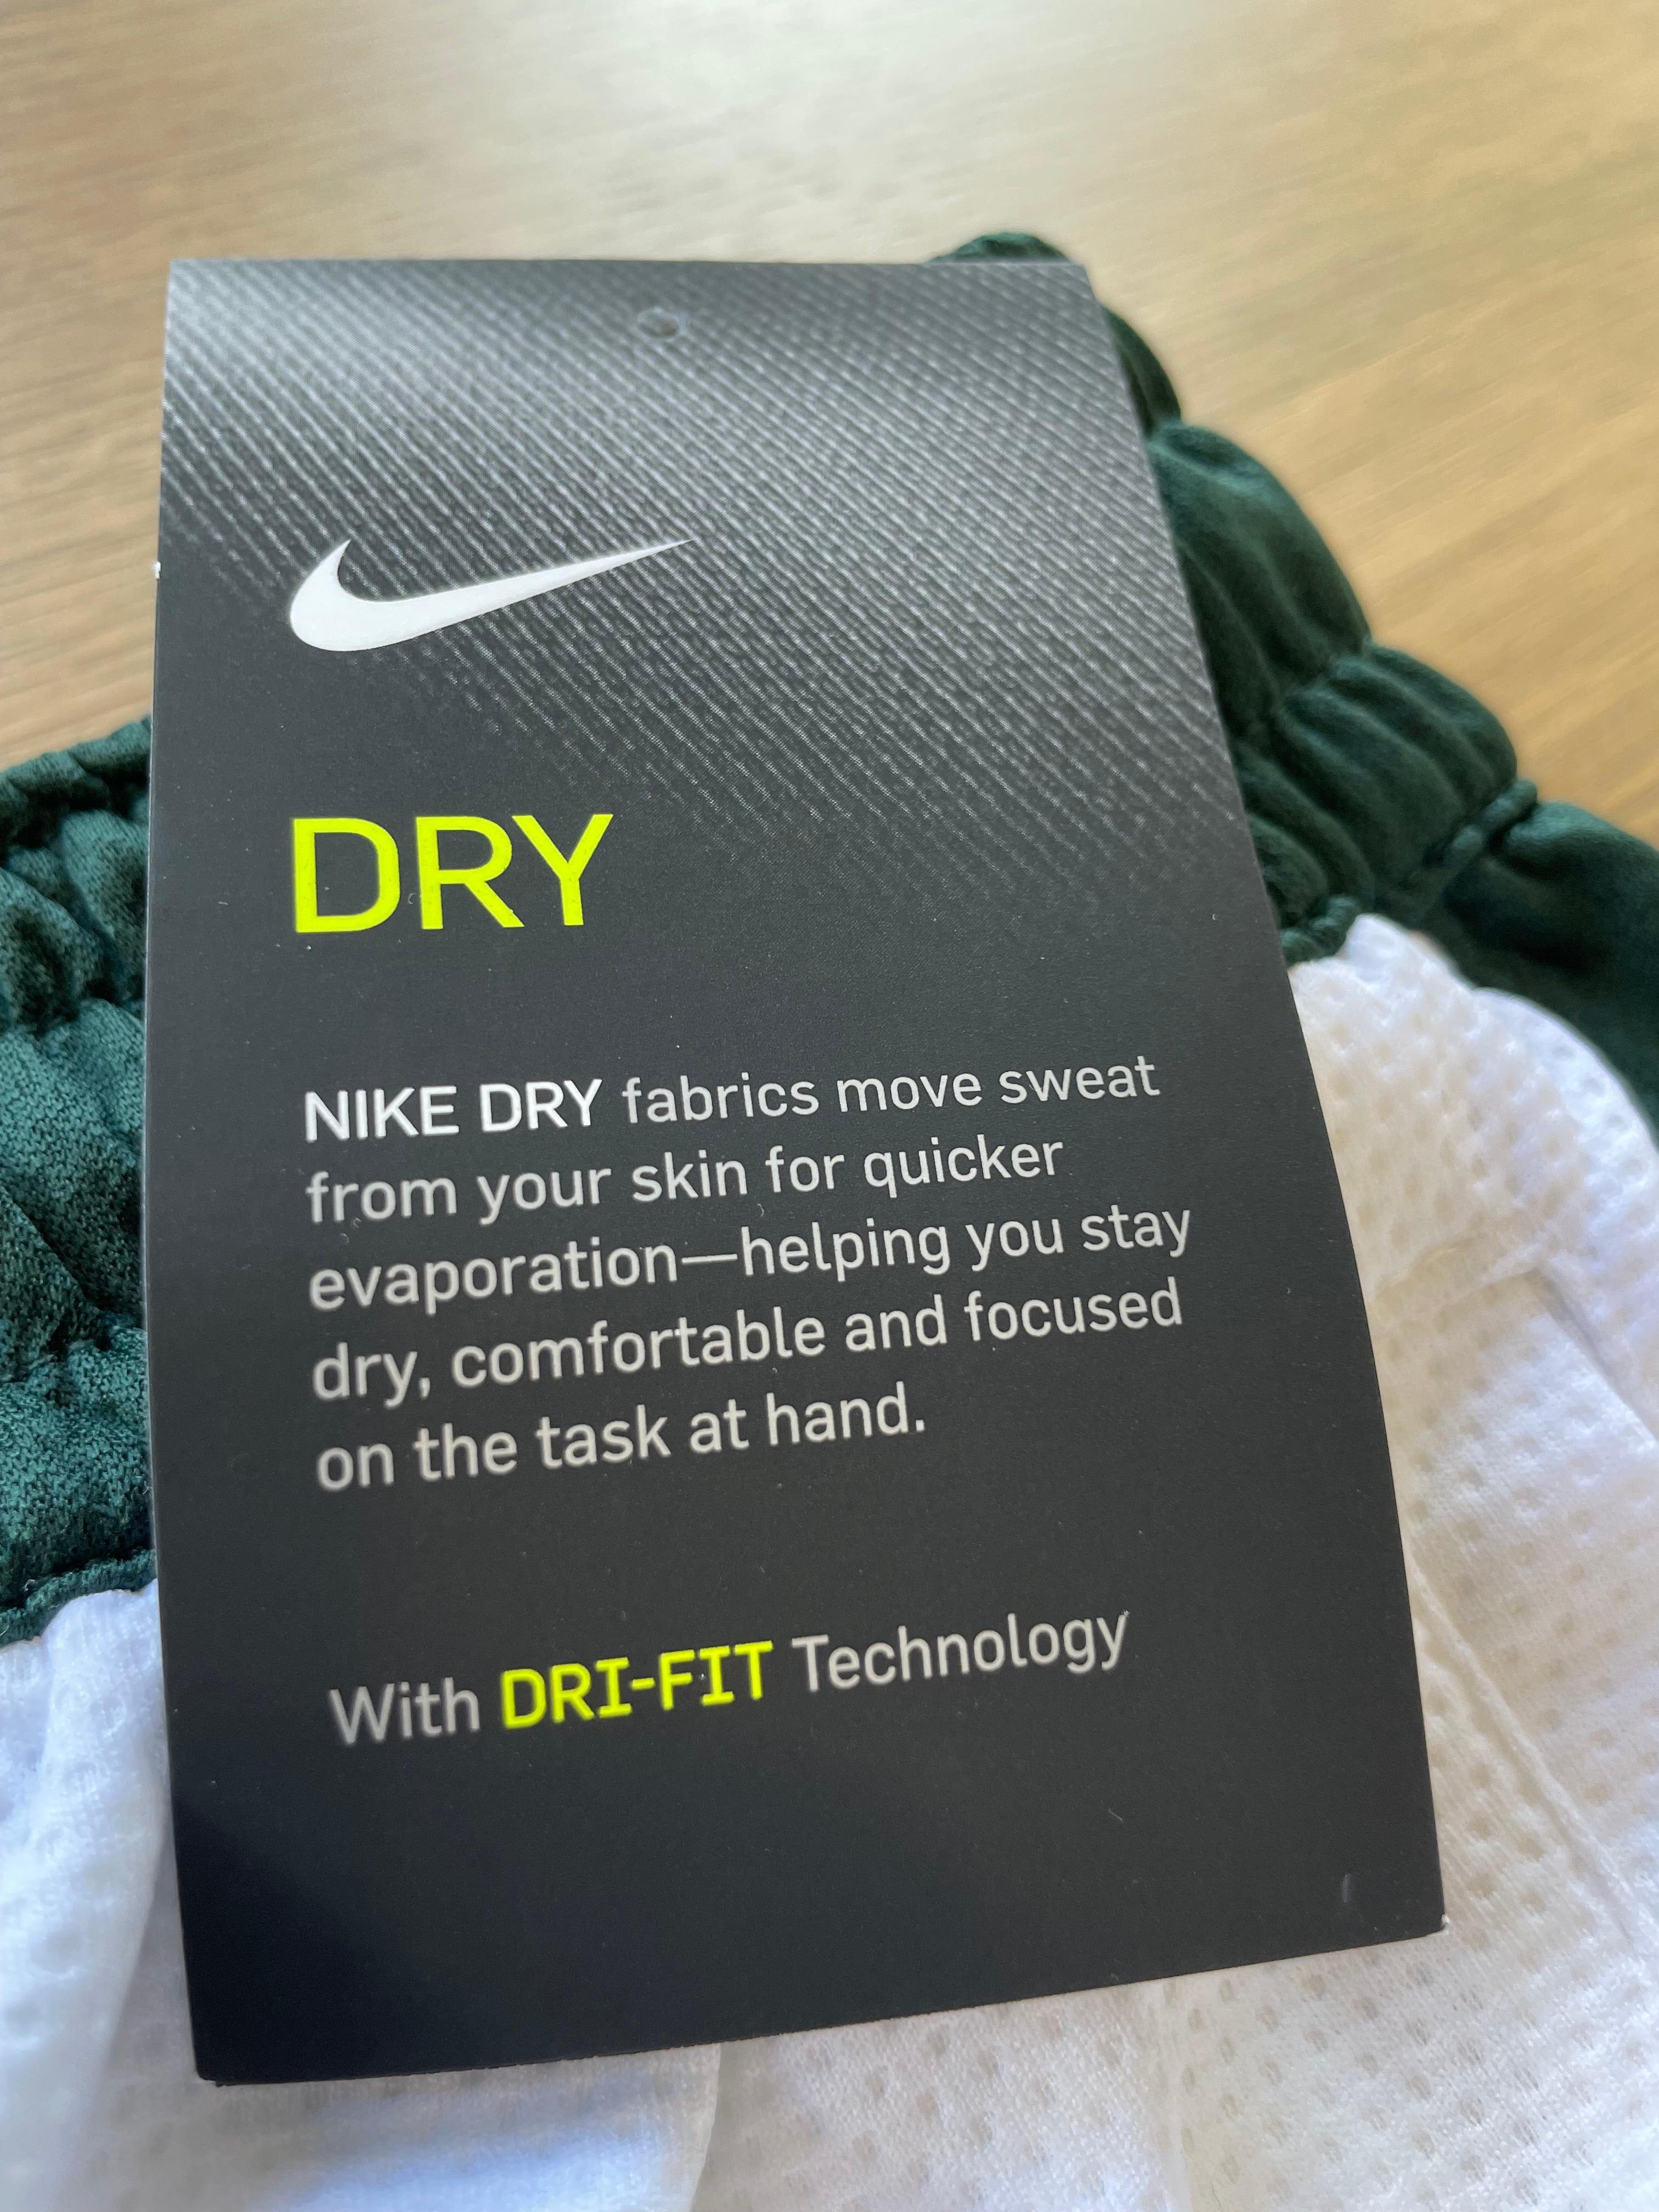 DRY
NIKE DRY fabrics move sweat
from your skin for quicker
evaporation—helping you stay
dry, comfortable and focused
on the task at hand.
With DRI-FIT Technology